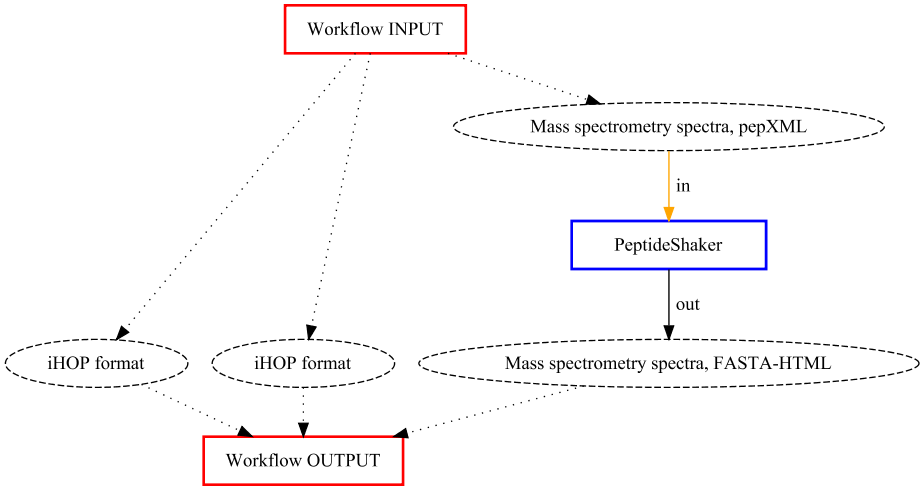 Workflow INPUT
Mass spectrometry spectra, pepXML
in
PeptideShaker
out
iHOP format
iHOP format
Mass spectrometry spectra, FASTA-HTML
Workflow OUTPUT